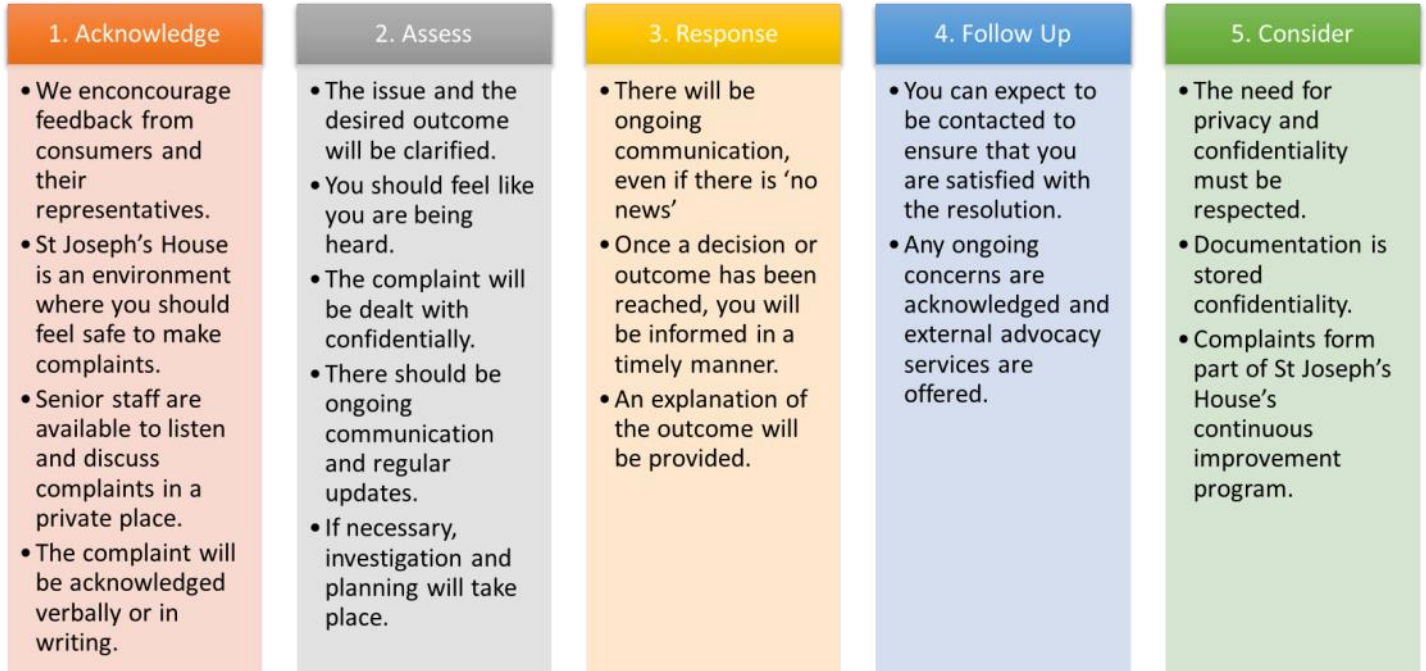 1. Acknowledge
• We enconcourage
feedback from
consumers and
their
representatives.
• St Joseph’s House
is an environment
where you should
feel safe to make
complaints.
• Senior staff are
available to listen
and discuss
complaints in a
private place.
• The complaint will
be acknowledged
verbally or in
writing.
2. Assess
• The issue and the
desired outcome
will be clarified.
• You should feel like
you are being
heard.
• The complaint will
be dealt with
confidentially.
• There should be
ongoing
communication
and regular
updates.
• If necessary,
investigation and
planning will take
place.
3. Response
• There will be
ongoing
communication,
even if there is ‘no
news’
• Once a decision or
outcome has been
reached, you will
be informed in a
timely manner.
• An explanation of
the outcome will
be provided.
4. Follow Up
• You can expect to
be contacted to
ensure that you
are satisfied with
the resolution.
• Any ongoing
concerns are
acknowledged and
external advocacy
services are
offered.
5. Consider
• The need for
privacy and
confidentiality
must be
respected.
• Documentation is
stored
confidentiality.
• Complaints form
part of St Joseph’s
House’s
continuous
improvement
program.